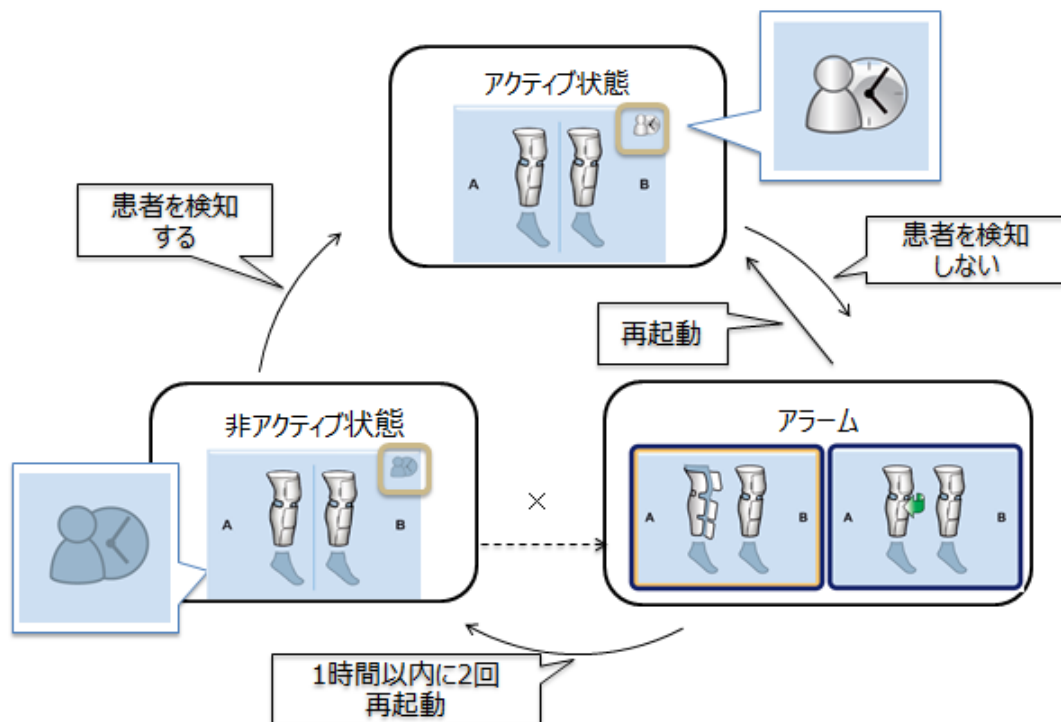 アクティブ状態
A
B
患者を検知
する
患者を検知
しない
再起動
非アクティブ状態
A
B
×
アラーム
A
B
A
B
1時間以内に2回
再起動